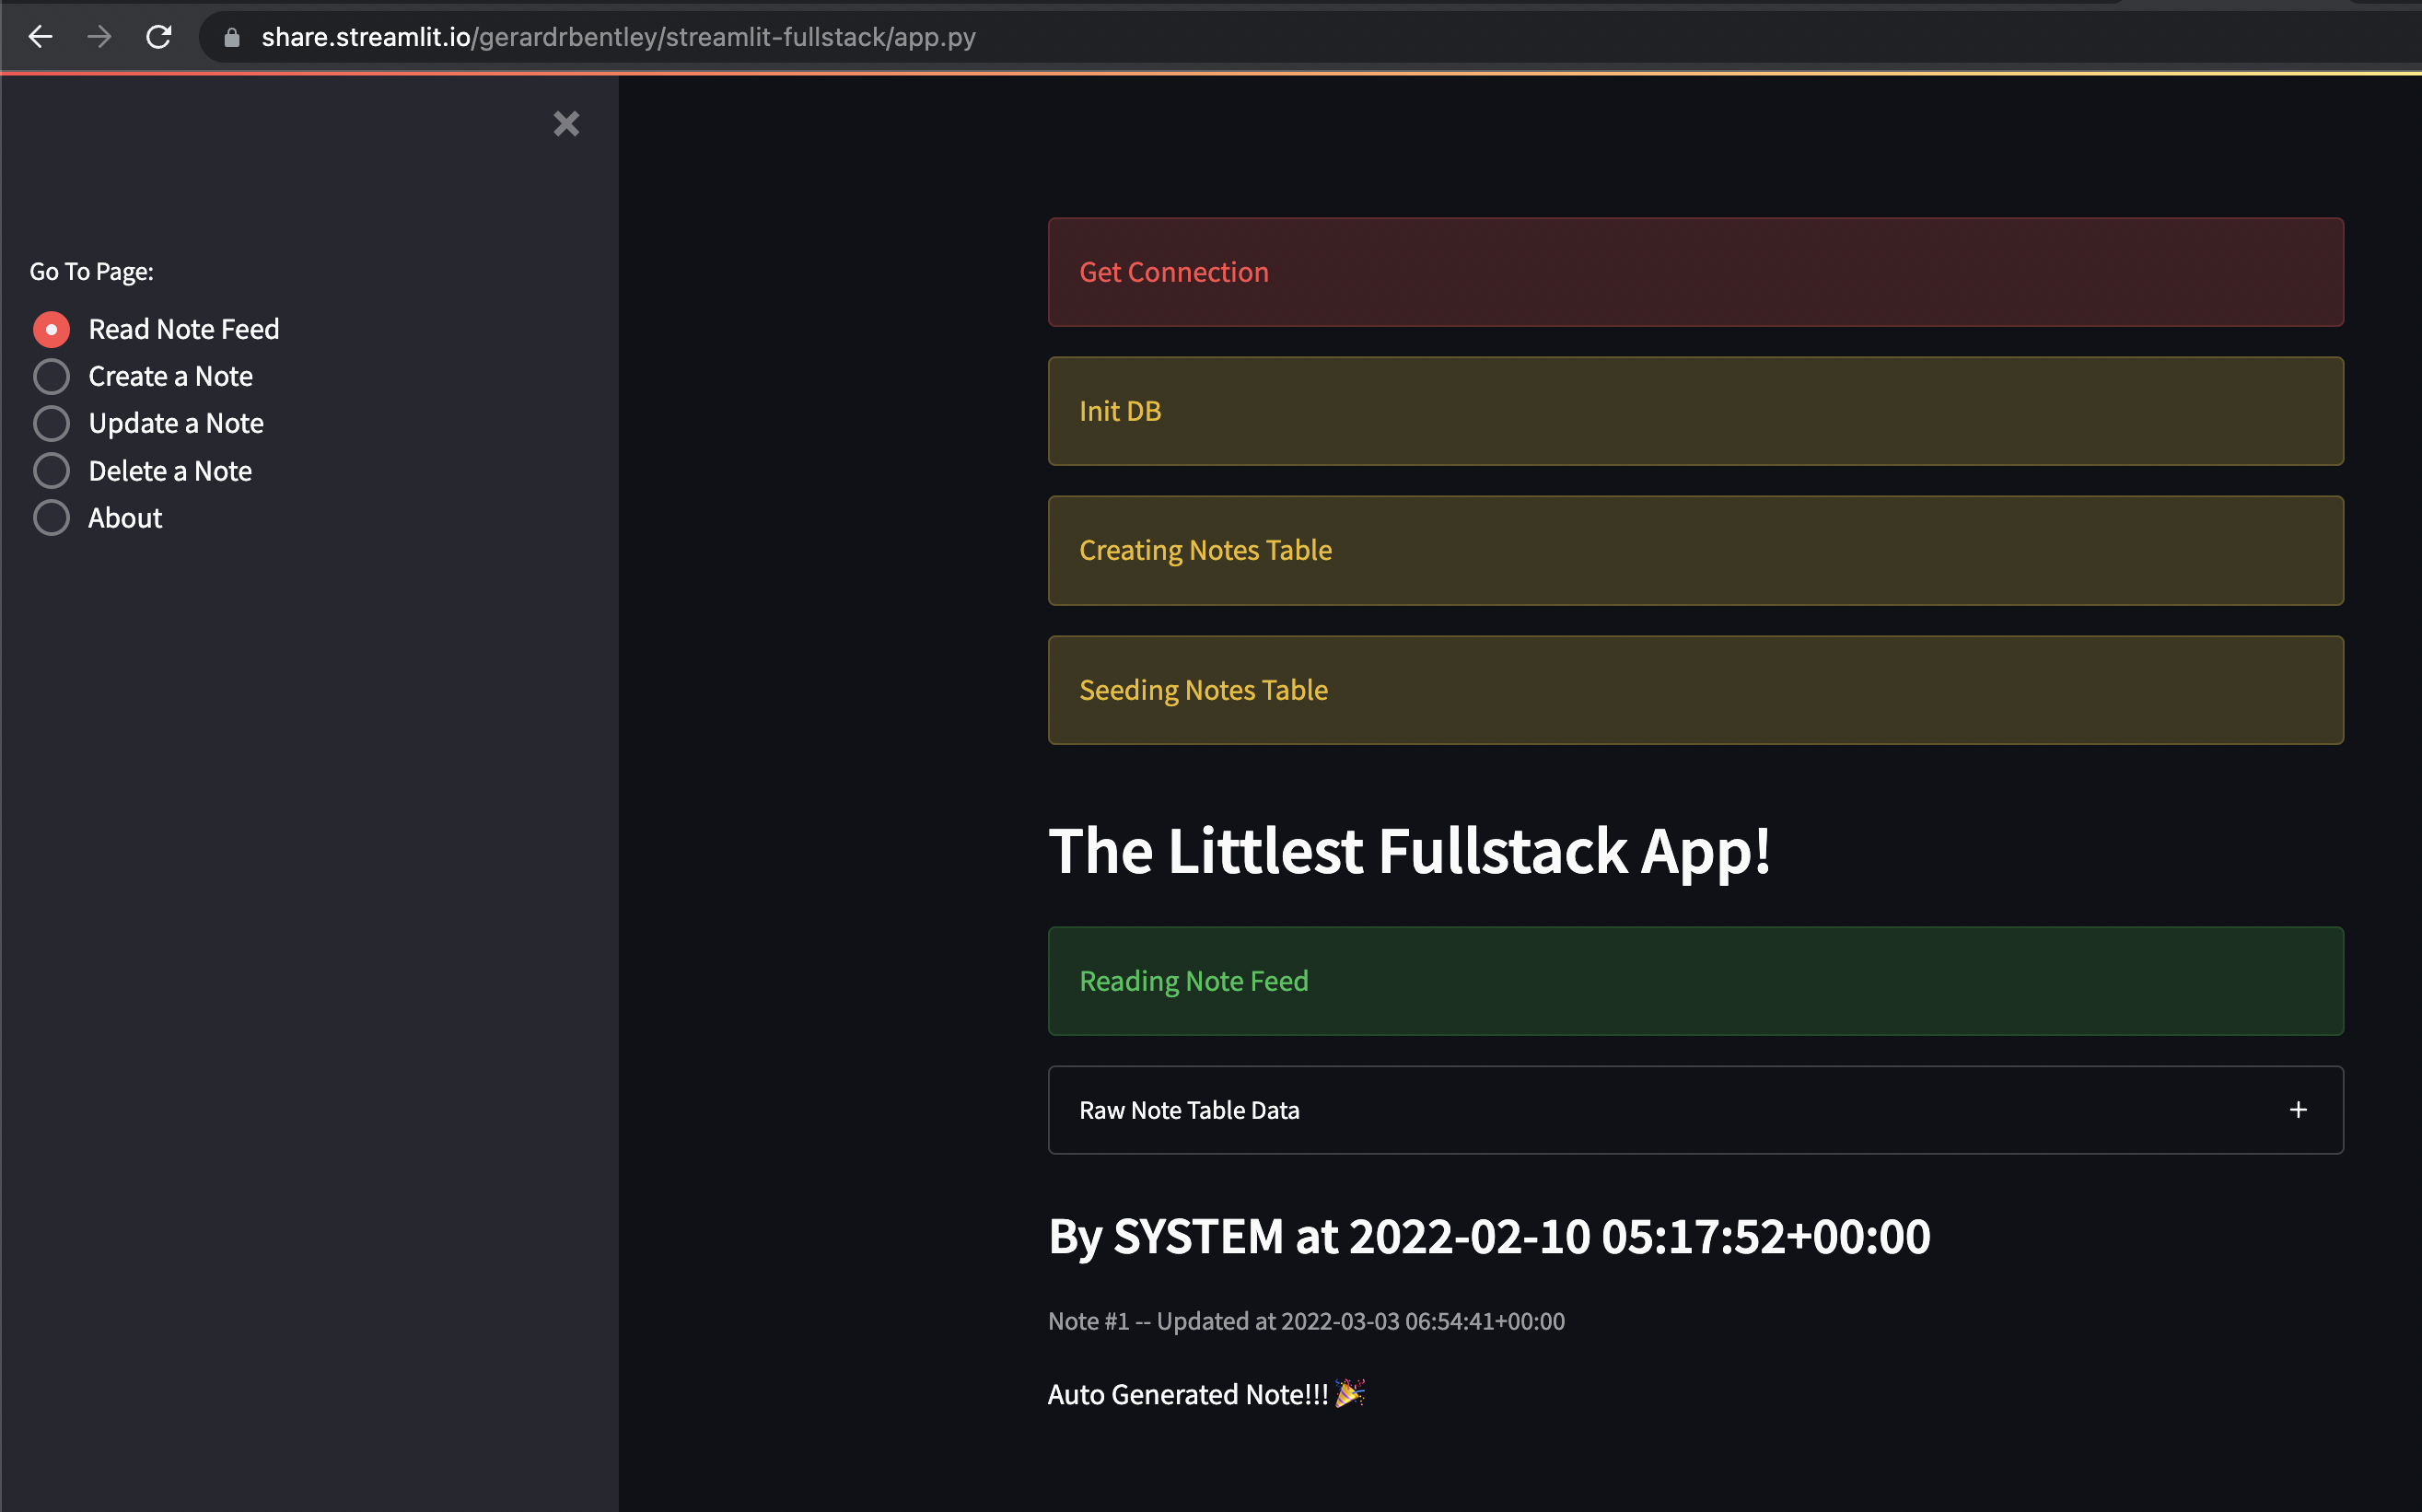 share.streamlit.io/gerardrbentley/streamlit-fullstack/app.py
Go To Page:
Read Note Feed
Create a Note
Update a Note
Delete a Note
About
Get Connection
Init DB
Creating Notes Table
Seeding Notes Table
The Littlest Fullstack App!
Reading Note Feed
Raw Note Table Data
By SYSTEM at 2022-02-10 05:17:52+00:00
Note #1 -- Updated at 2022-03-03 06:54:41+00:00
Auto Generated Note!!! 🎉